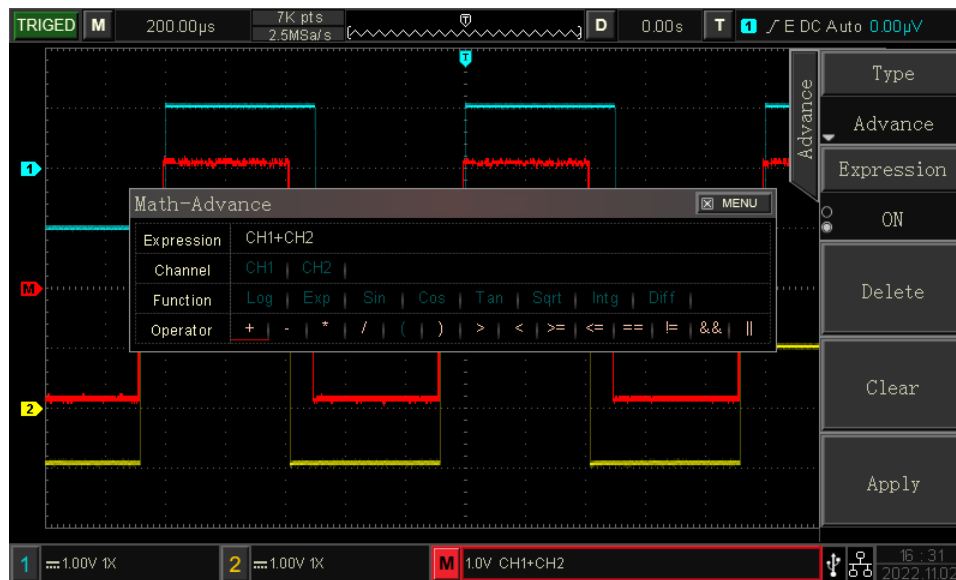 TRIGED M 200.00μs 7K pts D 0.00s T 1 E DC Auto 0.00μV
2.5MSa/s
T
T
Advance
Type
Advance
Expression
ON
Delete
Clear
Apply
1
M
2
Math-Advance MENU
Expression CH1+CH2
Channel CH1 | CH2 |
Function Log | Exp | Sin | Cos | Tan | Sqrt | Intg | Diff |
Operator + | - | * | / | ( | ) | > | < | >= | <= | == | != | && | ||
1 1.00V 1X 2 1.00V 1X M 1.0V CH1+CH2 16:31
2022.11.02